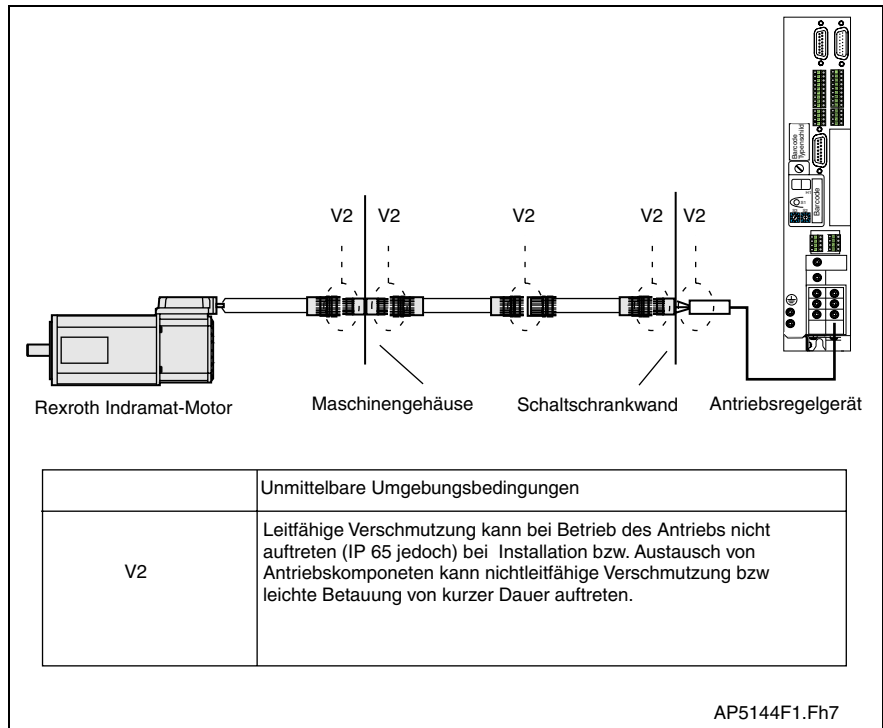 Barcode
Typenschild
Barcode
V2 V2 V2 V2 V2
Rexroth Indramat-Motor Maschinengehäuse Schaltschrankwand Antriebsregelgerät
Unmittelbare Umgebungsbedingungen
V2
Leitfähige Verschmutzung kann bei Betrieb des Antriebs nicht
auftreten (IP 65 jedoch) bei Installation bzw. Austausch von
Antriebskomponeten kann nichtleitfähige Verschmutzung bzw
leichte Betauung von kurzer Dauer auftreten.
AP5144F1.Fh7